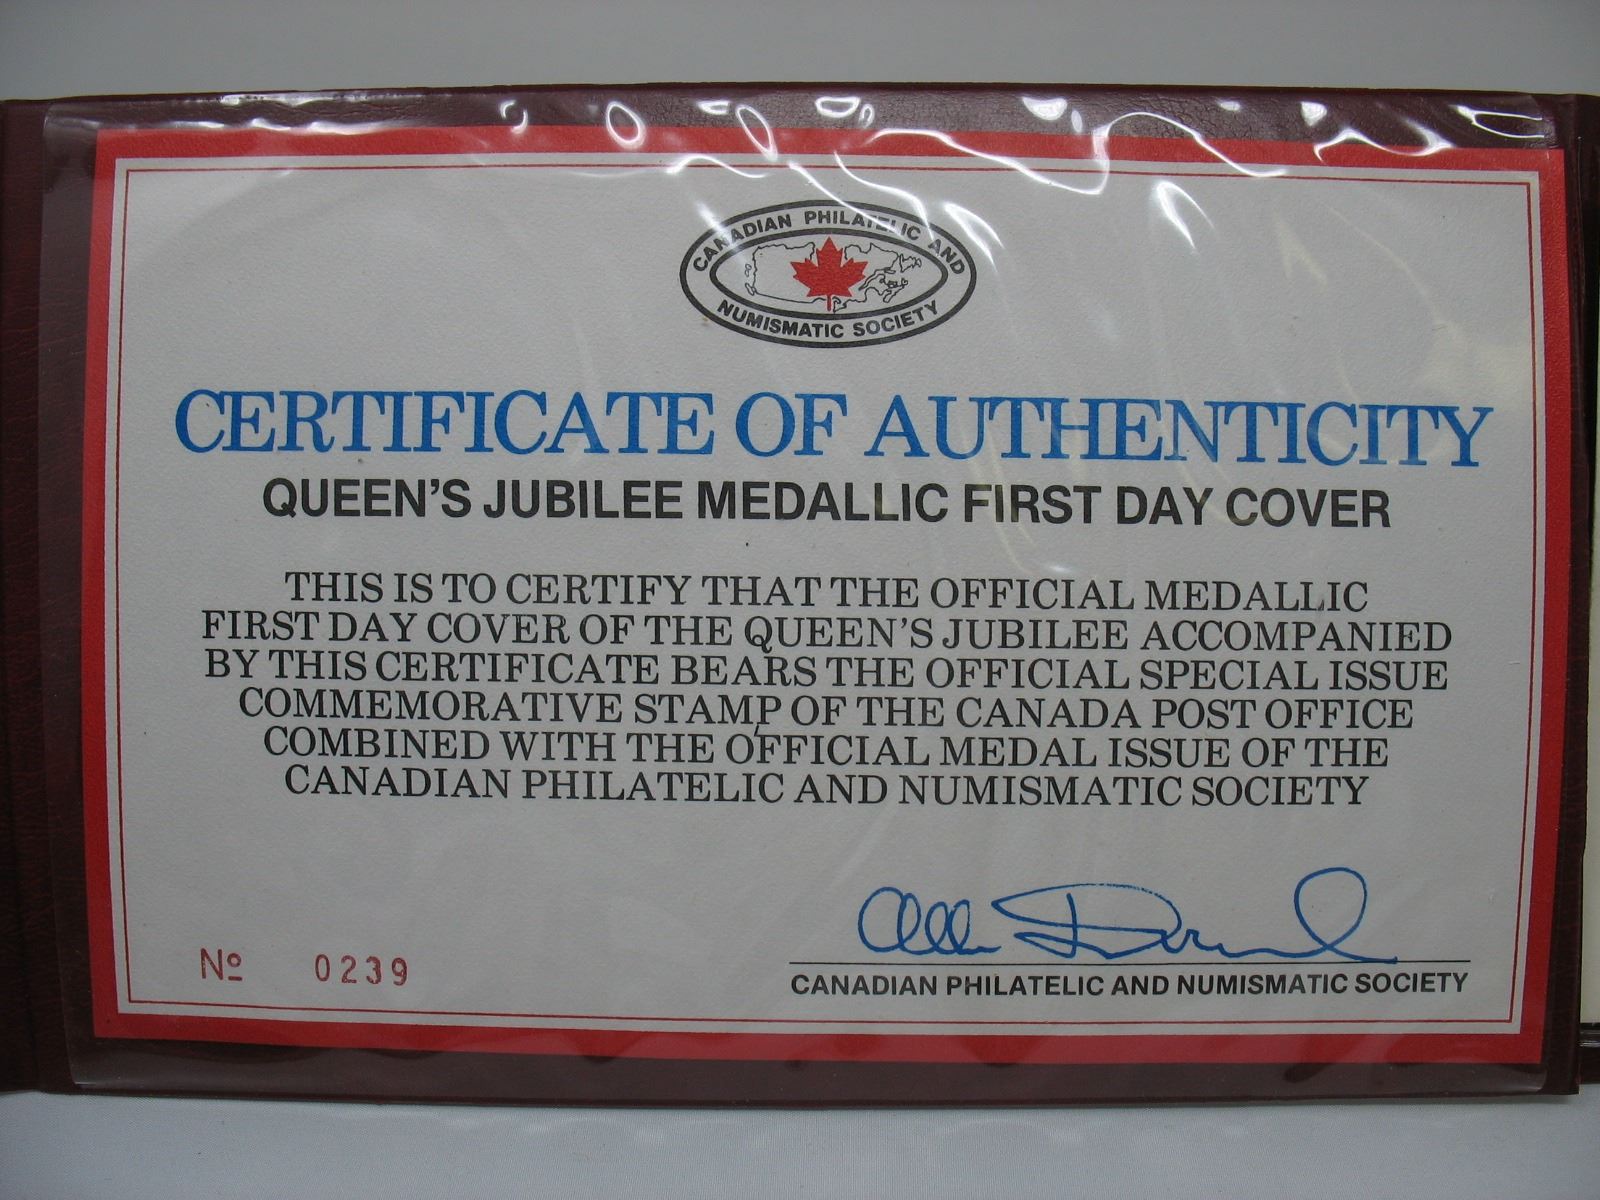 CANADIAN PHILATELIC AND
NUMISMATIC SOCIETY
CERTIFICATE OF AUTHENTICITY
QUEEN'S JUBILEE MEDALLIC FIRST DAY COVER
THIS IS TO CERTIFY THAT THE OFFICIAL MEDALLIC
FIRST DAY COVER OF THE QUEEN'S JUBILEE ACCOMPANIED
BY THIS CERTIFICATE BEARS THE OFFICIAL SPECIAL ISSUE
COMMEMORATIVE STAMP OF THE CANADA POST OFFICE
COMBINED WITH THE OFFICIAL MEDAL ISSUE OF THE
CANADIAN PHILATELIC AND NUMISMATIC SOCIETY
Nº 0239
CANADIAN PHILATELIC AND NUMISMATIC SOCIETY